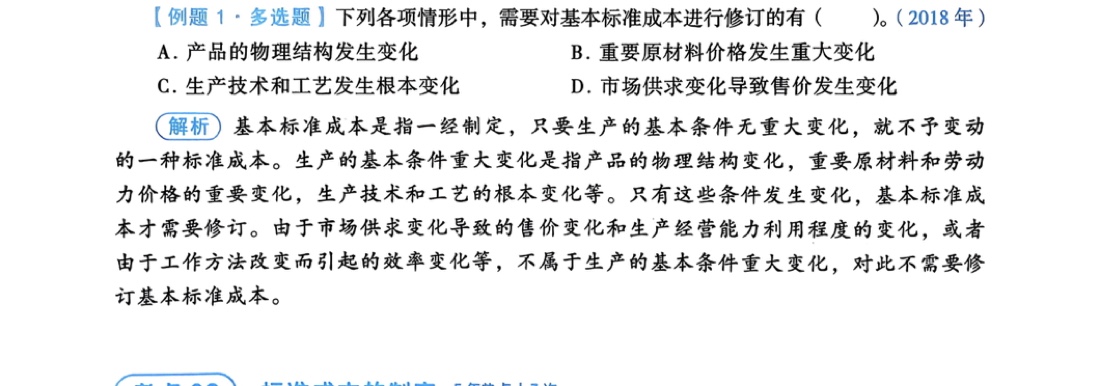 【例题1·多选题】下列各项情形中，需要对基本标准成本进行修订的有（　　）。（2018年）
A. 产品的物理结构发生变化　B. 重要原材料价格发生重大变化
C. 生产技术和工艺发生根本变化　D. 市场供求变化导致售价发生变化
解析 基本标准成本是指一经制定，只要生产的基本条件无重大变化，就不予变动
的一种标准成本。生产的基本条件重大变化是指产品的物理结构变化，重要原材料和劳动
力价格的重要变化，生产技术和工艺的根本变化等。只有这些条件发生变化，基本标准成
本才需要修订。由于市场供求变化导致的售价变化和生产经营能力利用程度的变化，或者
由于工作方法改变而引起的效率变化等，不属于生产的基本条件重大变化，对此不需要修
订基本标准成本。